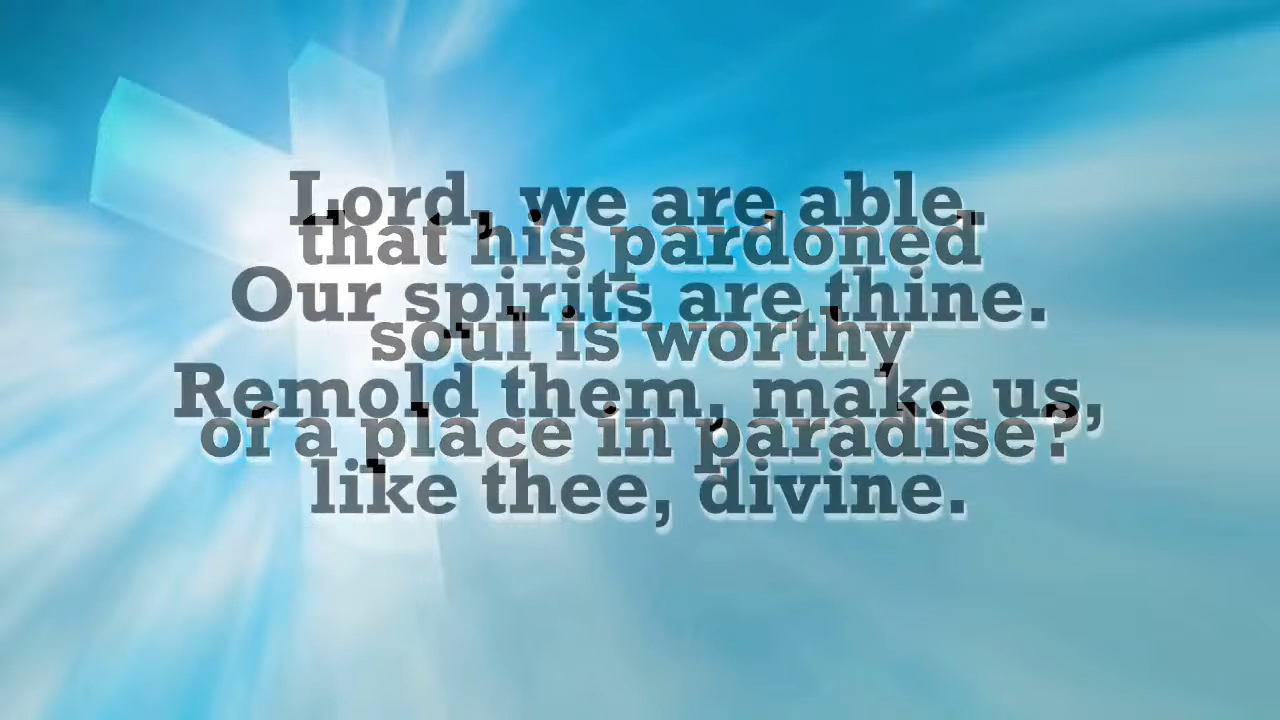 Lord, we are able.
that his pardoned
Our spirits are thine.
soul is worthy
Remold them, make us,
of a place in paradise?
like thee, divine.